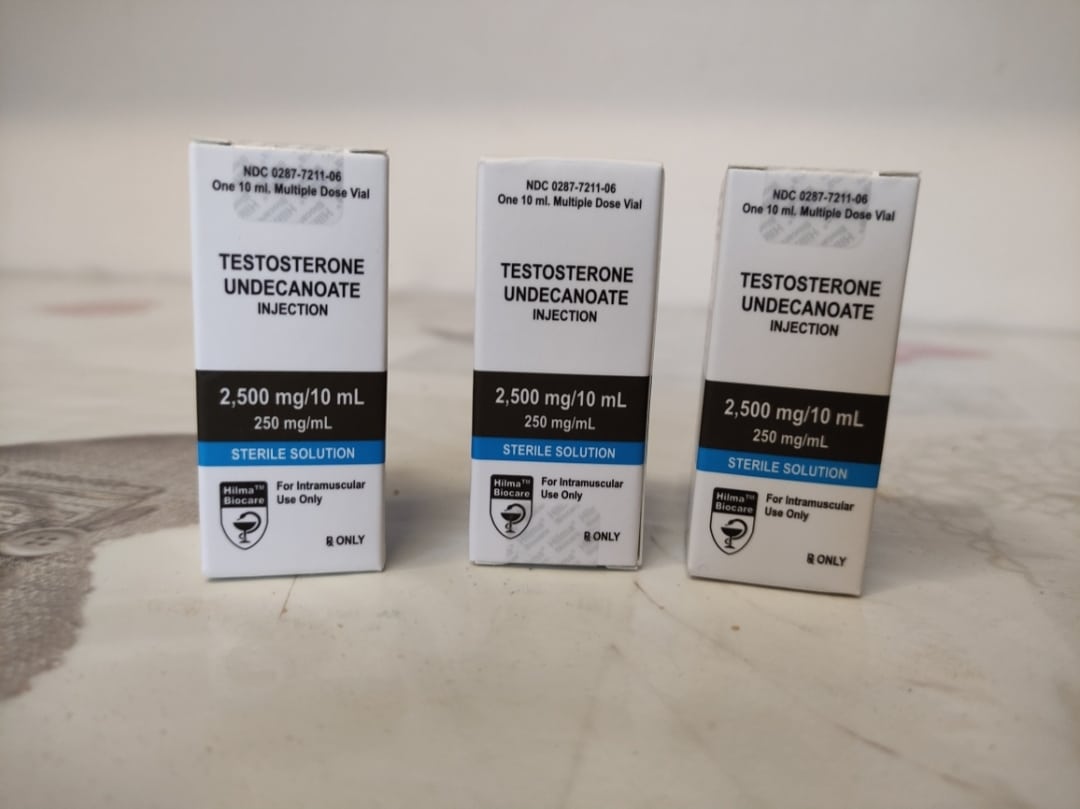 NDC 0287-7211-06
One 10 ml. Multiple Dose Vial
TESTOSTERONE
UNDECANOATE
INJECTION
2,500 mg/10 mL
250 mg/mL
STERILE SOLUTION
Hilma™
Biocare
For Intramuscular
Use Only
℞ ONLY
NDC 0287-7211-06
One 10 ml. Multiple Dose Vial
TESTOSTERONE
UNDECANOATE
INJECTION
2,500 mg/10 mL
250 mg/mL
STERILE SOLUTION
Hilma™
Biocare
For Intramuscular
Use Only
℞ ONLY
NDC 0287-7211-06
One 10 ml. Multiple Dose Vial
TESTOSTERONE
UNDECANOATE
INJECTION
2,500 mg/10 mL
250 mg/mL
STERILE SOLUTION
Hilma™
Biocare
For Intramuscular
Use Only
℞ ONLY